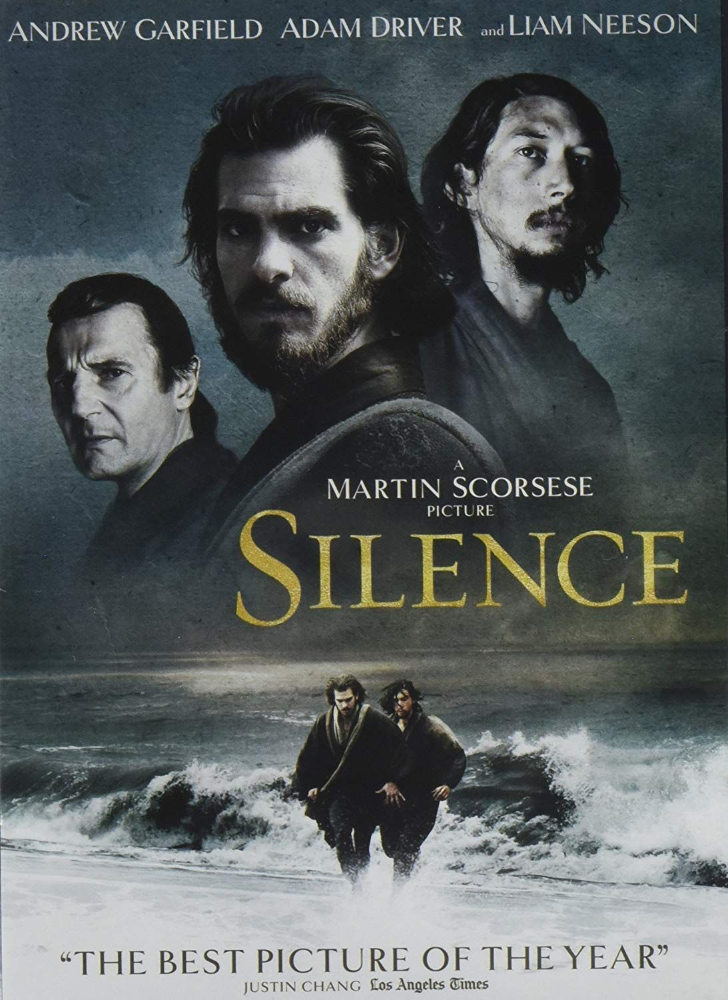 ANDREW GARFIELD ADAM DRIVER and LIAM NEESON
A
MARTIN SCORSESE
PICTURE
SILENCE
“THE BEST PICTURE OF THE YEAR”
JUSTIN CHANG Los Angeles Times